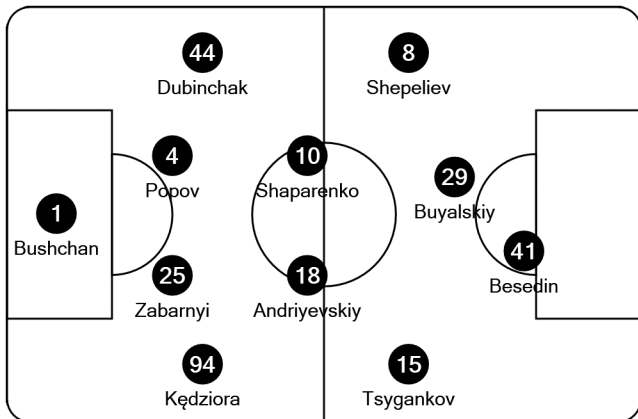 44
Dubinchak
8
Shepeliev
4
Popov
10
Shaparenko
29
Buyalskiy
1
Bushchan
41
Besedin
25
Zabarnyi
18
Andriyevskiy
94
Kędziora
15
Tsygankov